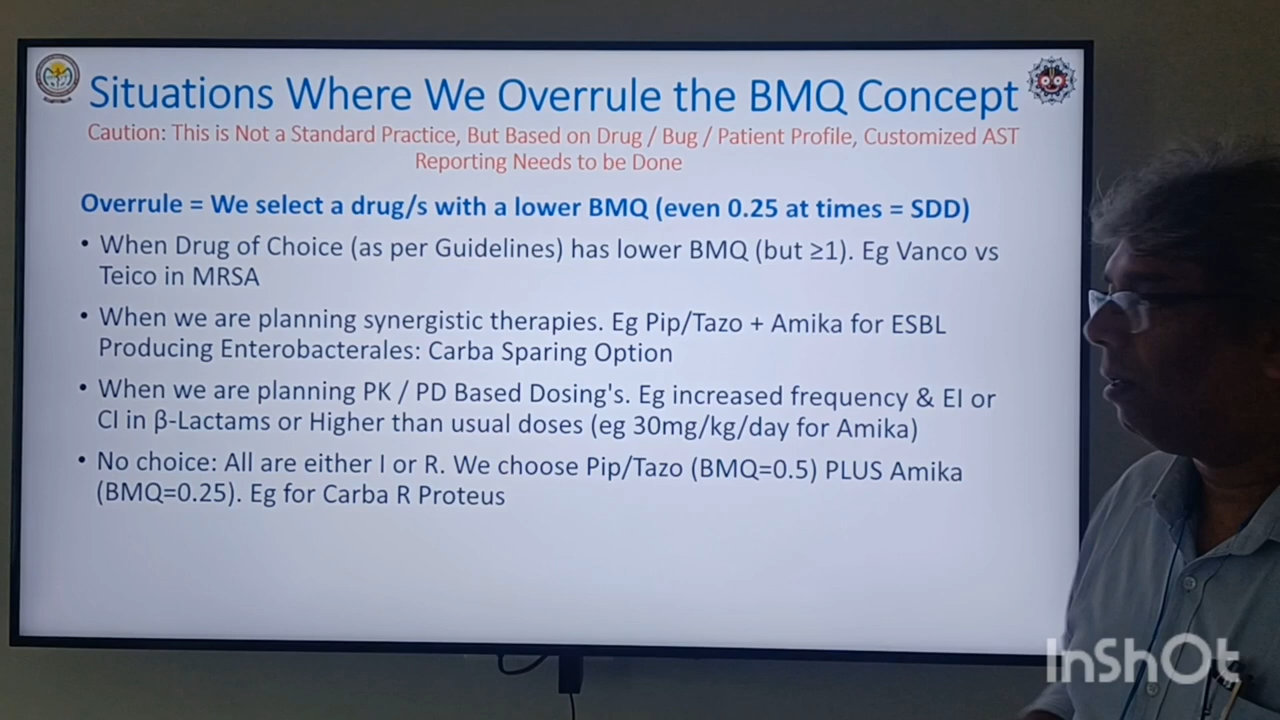 Situations Where We Overrule the BMQ Concept
Caution: This is Not a Standard Practice, But Based on Drug / Bug / Patient Profile, Customized AST
Reporting Needs to be Done
Overrule = We select a drug/s with a lower BMQ (even 0.25 at times = SDD)
• When Drug of Choice (as per Guidelines) has lower BMQ (but ≥1). Eg Vanco vs
Teico in MRSA
• When we are planning synergistic therapies. Eg Pip/Tazo + Amika for ESBL
Producing Enterobacterales: Carba Sparing Option
• When we are planning PK / PD Based Dosing's. Eg increased frequency & EI or
CI in β-Lactams or Higher than usual doses (eg 30mg/kg/day for Amika)
• No choice: All are either I or R. We choose Pip/Tazo (BMQ=0.5) PLUS Amika
(BMQ=0.25). Eg for Carba R Proteus
InShOt